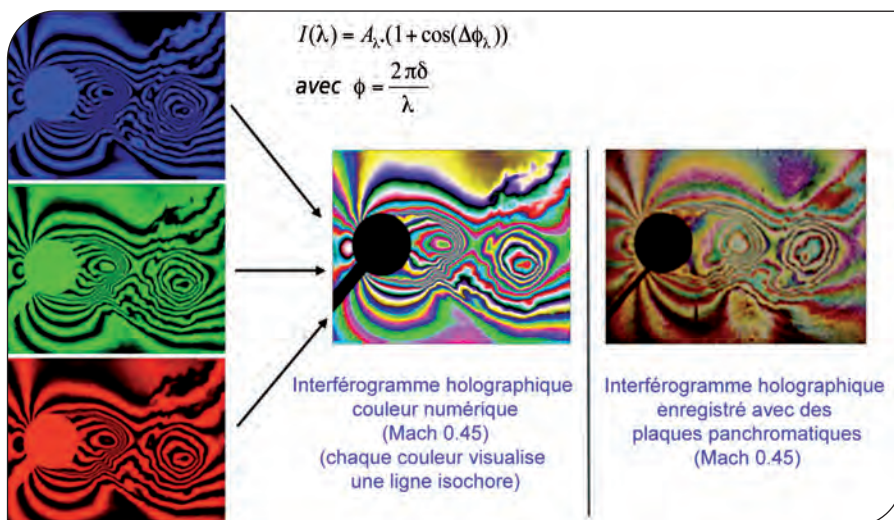 I(λ) = A_λ.(1 + cos(Δϕ_λ))
avec ϕ = 2πδ / λ
Interférogramme holographique
couleur numérique
(Mach 0.45)
(chaque couleur visualise
une ligne isochore)
Interférogramme holographique
enregistré avec des
plaques panchromatiques
(Mach 0.45)